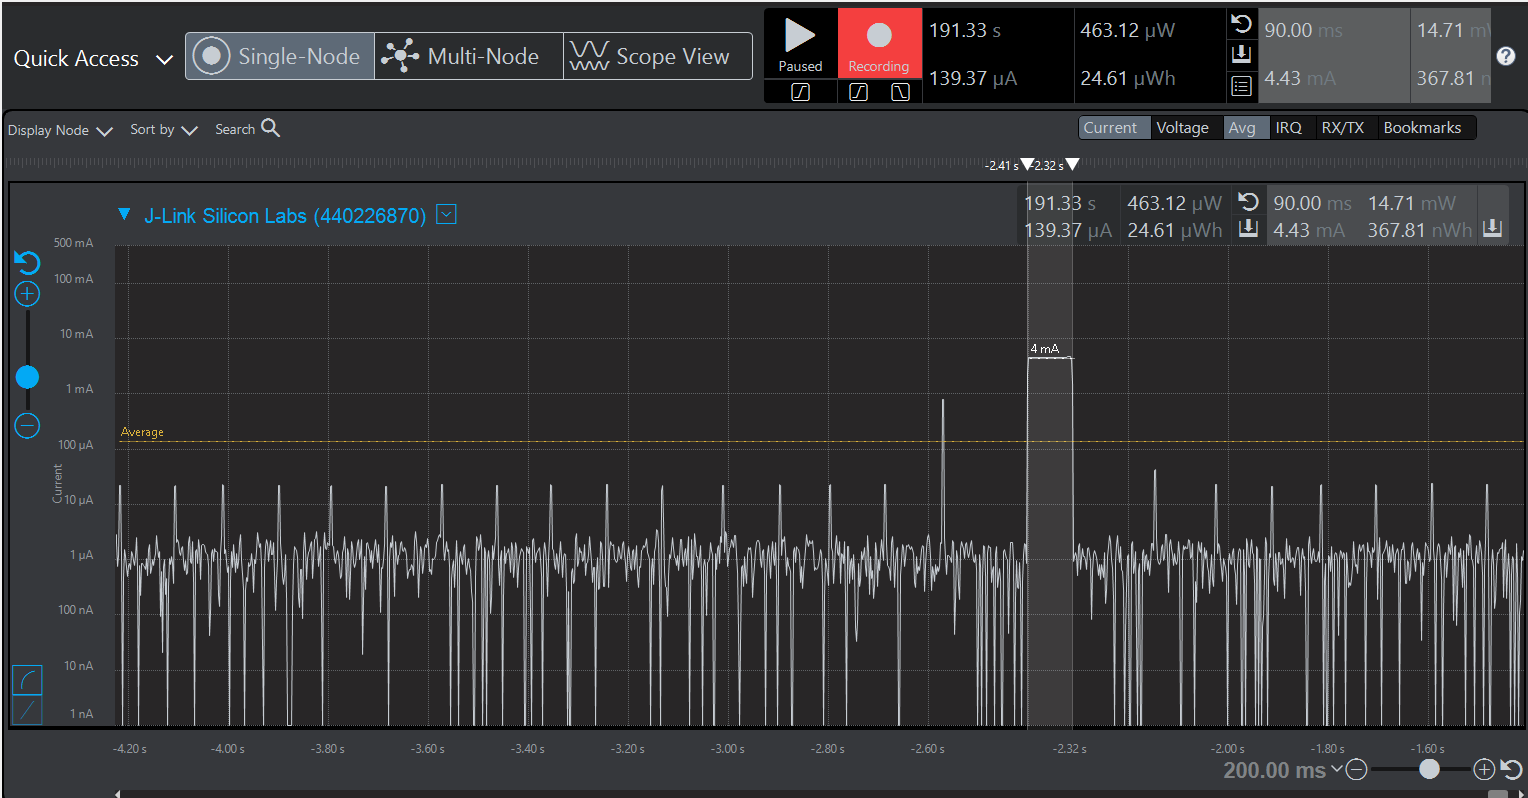 Quick Access
Single-Node
Multi-Node
Scope View
Paused
Recording
191.33 s
139.37 µA
463.12 µW
24.61 µWh
90.00 ms
4.43 mA
14.71 mW
367.81 n
Display Node
Sort by
Search
Current
Voltage
Avg
IRQ
RX/TX
Bookmarks
-2.41 s
-2.32 s
J-Link Silicon Labs (440226870)
191.33 s
463.12 µW
90.00 ms
14.71 mW
139.37 µA
24.61 µWh
4.43 mA
367.81 nWh
500 mA
100 mA
10 mA
1 mA
100 µA
10 µA
1 µA
100 nA
10 nA
1 nA
Current
Average
4 mA
-4.20 s
-4.00 s
-3.80 s
-3.60 s
-3.40 s
-3.20 s
-3.00 s
-2.80 s
-2.60 s
-2.32 s
-2.00 s
-1.80 s
-1.60 s
200.00 ms